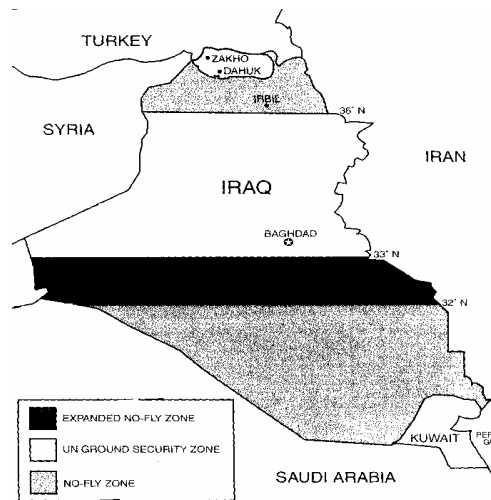 TURKEY
ZAKHO
DAHUK
IRBIL
36° N
SYRIA
IRAN
IRAQ
BAGHDAD
33° N
32° N
EXPANDED NO-FLY ZONE
UN GROUND SECURITY ZONE
NO-FLY ZONE
KUWAIT
SAUDI ARABIA